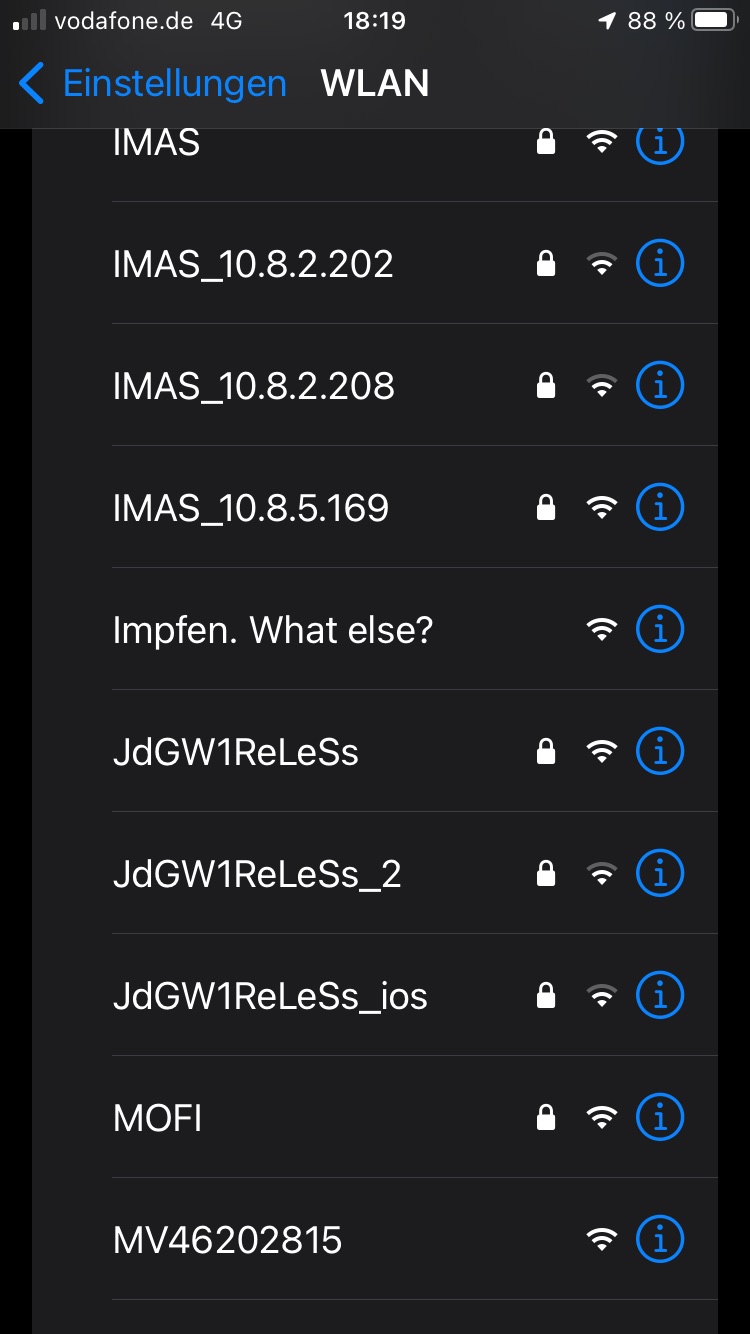 vodafone.de 4G 18:19 88 %
Einstellungen WLAN
IMAS
IMAS_10.8.2.202
IMAS_10.8.2.208
IMAS_10.8.5.169
Impfen. What else?
JdGW1ReLeSs
JdGW1ReLeSs_2
JdGW1ReLeSs_ios
MOFI
MV46202815